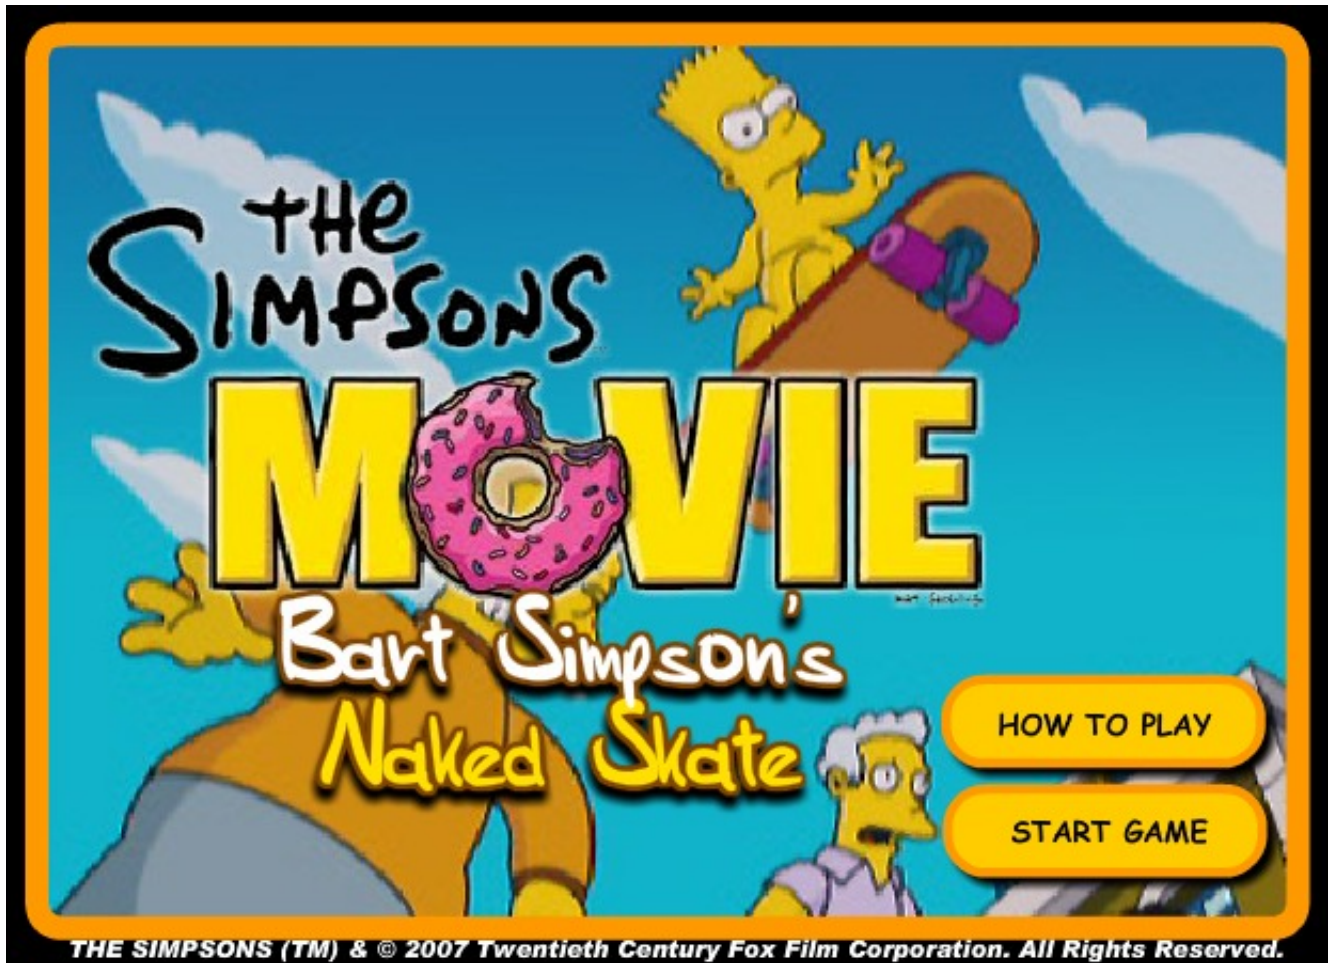 THE
SIMPSONS
MOVIE
Bart Simpson's
Naked Skate
HOW TO PLAY
START GAME
THE SIMPSONS (TM) & © 2007 Twentieth Century Fox Film Corporation. All Rights Reserved.